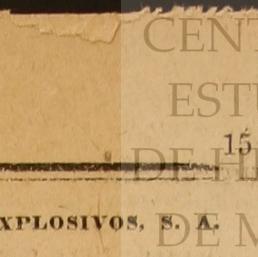 15
XPLOSIVOS, S. A.
CENT
ESTU
DE H
DE M